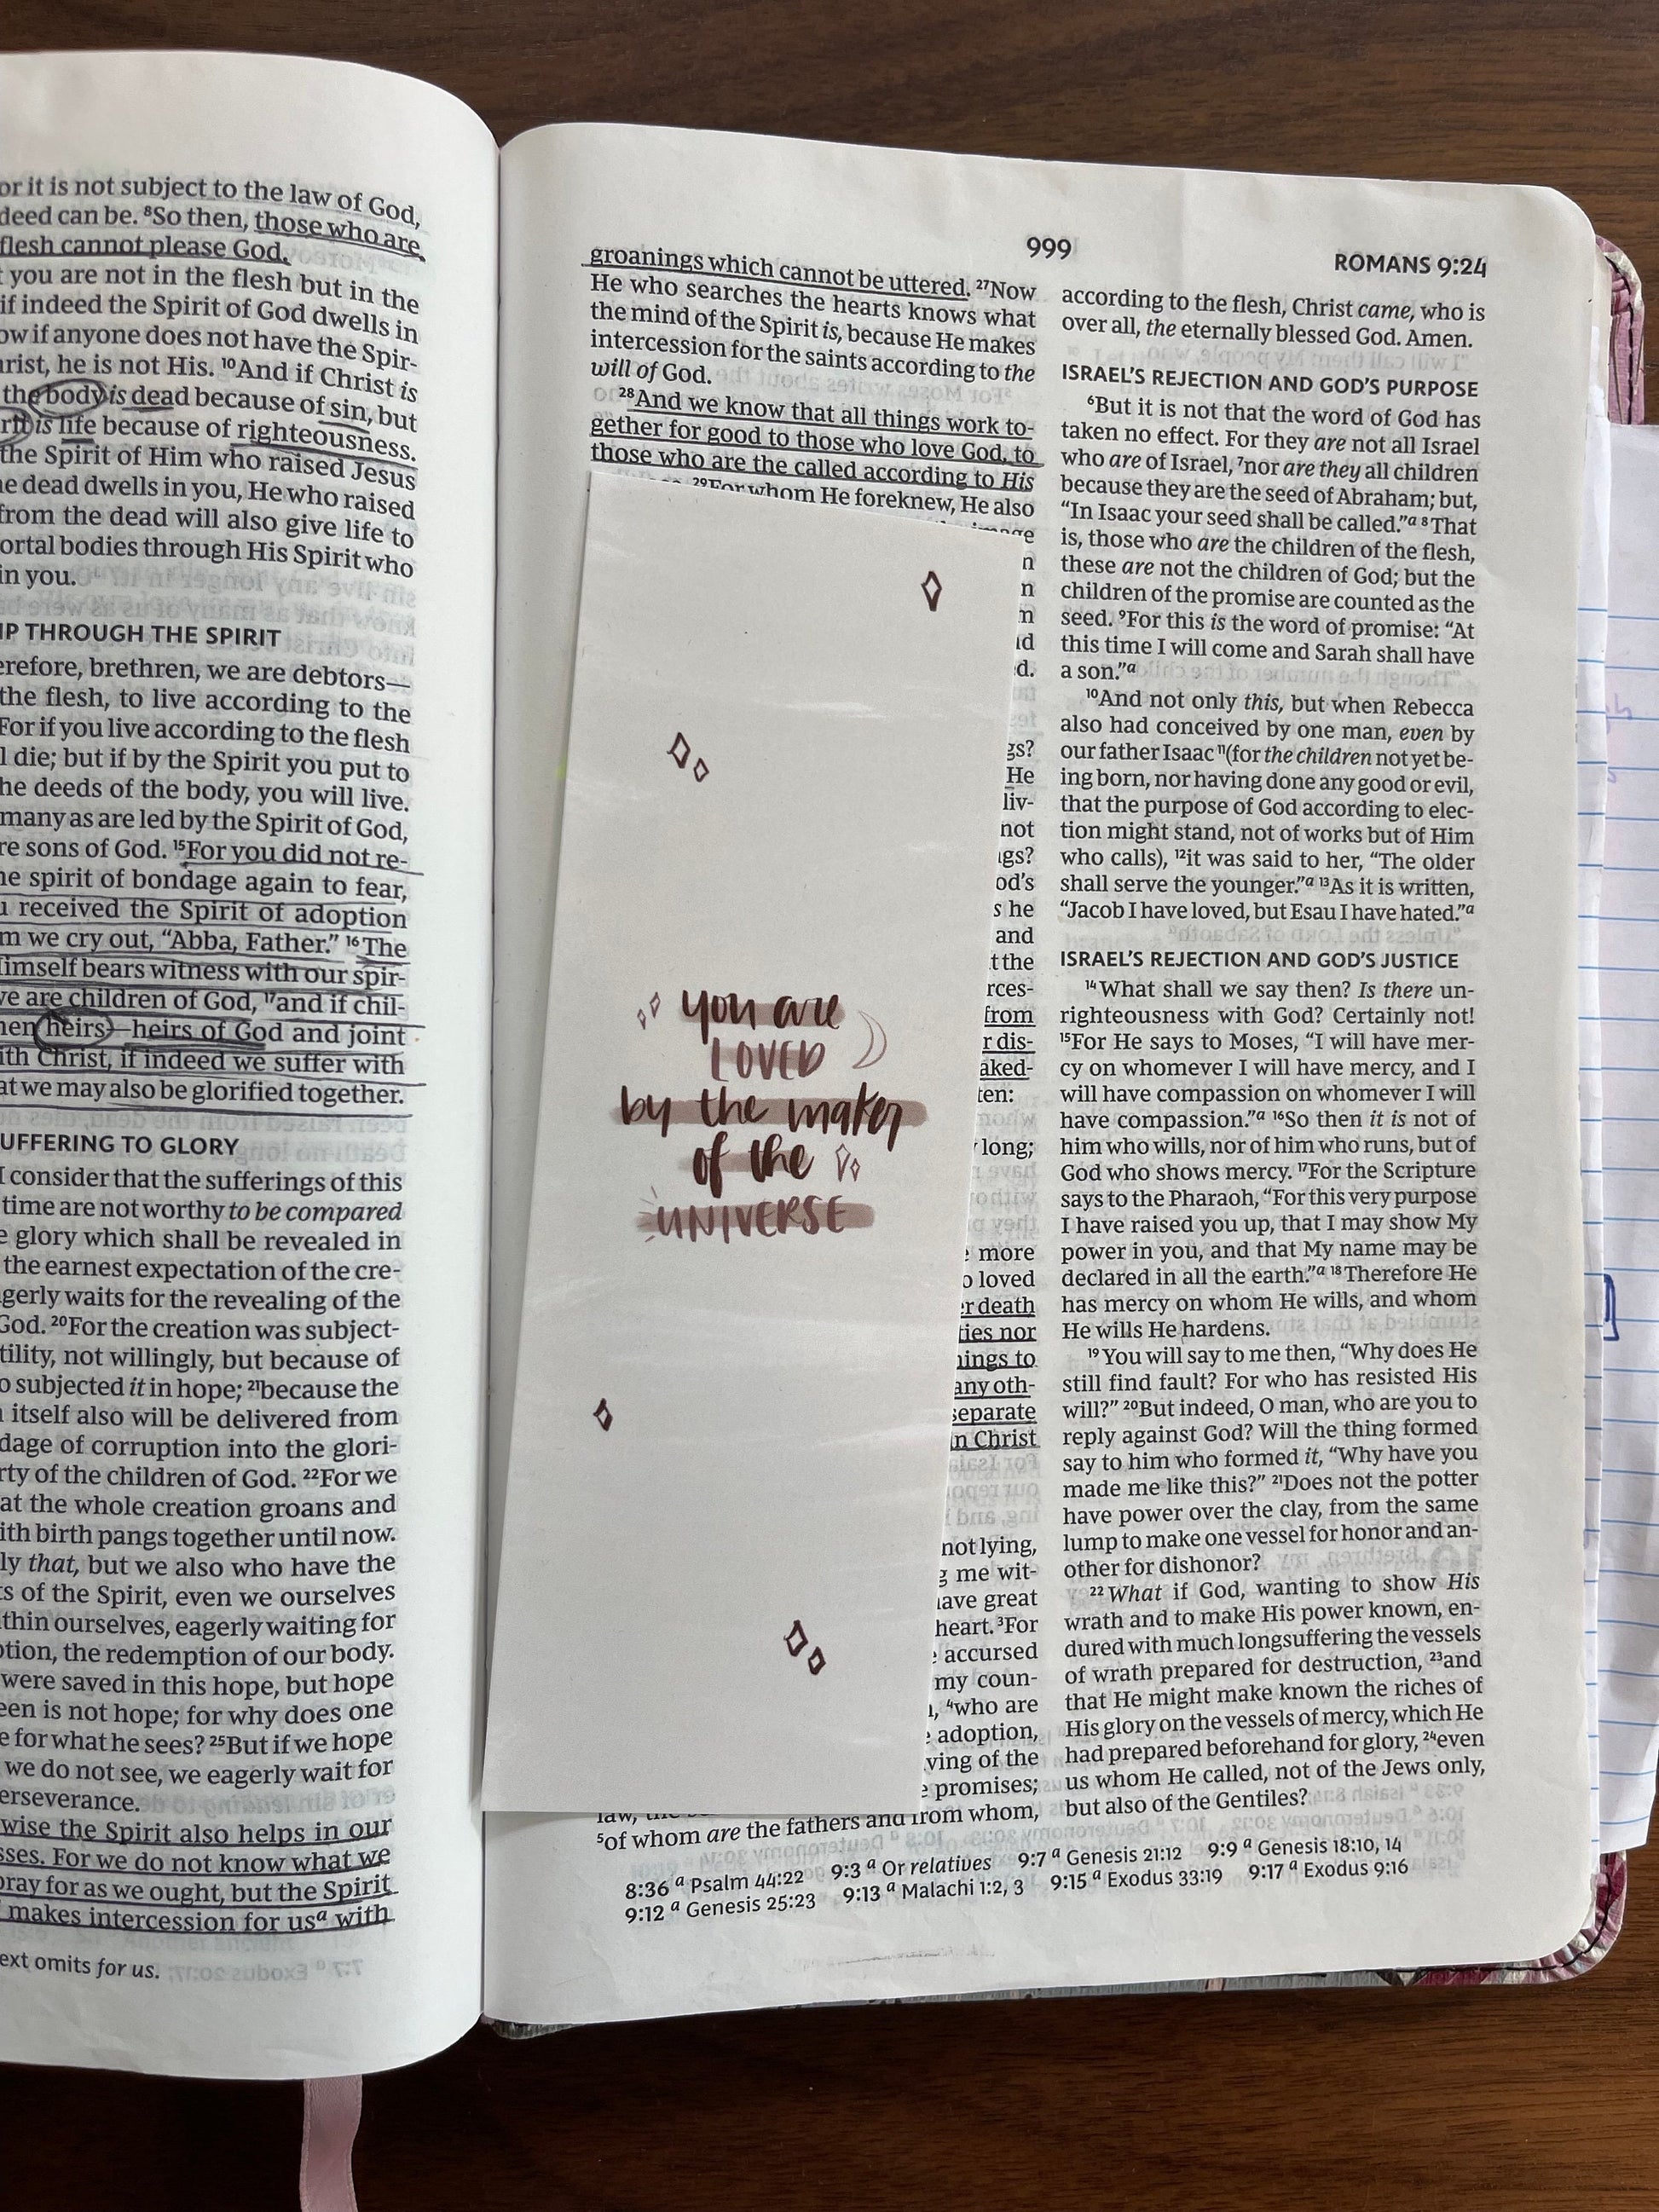 or it is not subject to the law of God,
deed can be. ⁸So then, those who are
flesh cannot please God.
you are not in the flesh but in the
if indeed the Spirit of God dwells in
ow if anyone does not have the Spir-
hrist, he is not His. ¹⁰And if Christ is
the body is dead because of sin, but
rit is life because of righteousness.
the Spirit of Him who raised Jesus
he dead dwells in you, He who raised
from the dead will also give life to
ortal bodies through His Spirit who
in you.
IP THROUGH THE SPIRIT
erefore, brethren, we are debtors—
the flesh, to live according to the
For if you live according to the flesh
l die; but if by the Spirit you put to
he deeds of the body, you will live.
many as are led by the Spirit of God,
re sons of God. ¹⁵For you did not re-
he spirit of bondage again to fear,
u received the Spirit of adoption
m we cry out, “Abba, Father.” ¹⁶The
Himself bears witness with our spir-
we are children of God, ¹⁷and if chil-
hen heirs—heirs of God and joint
ith Christ, if indeed we suffer with
at we may also be glorified together.
UFFERING TO GLORY
I consider that the sufferings of this
time are not worthy to be compared
e glory which shall be revealed in
the earnest expectation of the cre-
gerly waits for the revealing of the
God. ²⁰For the creation was subject-
tility, not willingly, but because of
o subjected it in hope; ²¹because the
n itself also will be delivered from
dage of corruption into the glori-
rty of the children of God. ²²For we
at the whole creation groans and
ith birth pangs together until now.
ly that, but we also who have the
ts of the Spirit, even we ourselves
thin ourselves, eagerly waiting for
ption, the redemption of our body.
were saved in this hope, but hope
een is not hope; for why does one
e for what he sees? ²⁵But if we hope
we do not see, we eagerly wait for
erseverance.
wise the Spirit also helps in our
sses. For we do not know what we
pray for as we ought, but the Spirit
makes intercession for usᵃ with
ext omits for us.
999
ROMANS 9:24
groanings which cannot be uttered. ²⁷Now
He who searches the hearts knows what
the mind of the Spirit is, because He makes
intercession for the saints according to the
will of God.
²⁸And we know that all things work to-
gether for good to those who love God, to
those who are the called according to His
²⁹For whom He foreknew, He also
you are
LOVED
by the maker
of the
UNIVERSE
gs?
He
liv-
not
ngs?
od's
s he
and
t the
rces-
from
r dis-
aked-
ten:
long;
more
o loved
er death
ties nor
hings to
any oth-
separate
n Christ
not lying,
g me wit-
have great
heart. ³For
accursed
my coun-
⁴who are
adoption,
ving of the
promises;
from whom,
⁵of whom are the fathers and from whom,
according to the flesh, Christ came, who is
over all, the eternally blessed God. Amen.
ISRAEL'S REJECTION AND GOD'S PURPOSE
⁶But it is not that the word of God has
taken no effect. For they are not all Israel
who are of Israel, ⁷nor are they all children
because they are the seed of Abraham; but,
“In Isaac your seed shall be called.”ᵃ ⁸That
is, those who are the children of the flesh,
these are not the children of God; but the
children of the promise are counted as the
seed. ⁹For this is the word of promise: “At
this time I will come and Sarah shall have
a son.”ᵃ
¹⁰And not only this, but when Rebecca
also had conceived by one man, even by
our father Isaac ¹¹(for the children not yet be-
ing born, nor having done any good or evil,
that the purpose of God according to elec-
tion might stand, not of works but of Him
who calls), ¹²it was said to her, “The older
shall serve the younger.”ᵃ ¹³As it is written,
“Jacob I have loved, but Esau I have hated.”ᵃ
ISRAEL'S REJECTION AND GOD'S JUSTICE
¹⁴What shall we say then? Is there un-
righteousness with God? Certainly not!
¹⁵For He says to Moses, “I will have mer-
cy on whomever I will have mercy, and I
will have compassion on whomever I will
have compassion.”ᵃ ¹⁶So then it is not of
him who wills, nor of him who runs, but of
God who shows mercy. ¹⁷For the Scripture
says to the Pharaoh, “For this very purpose
I have raised you up, that I may show My
power in you, and that My name may be
declared in all the earth.”ᵃ ¹⁸Therefore He
has mercy on whom He wills, and whom
He wills He hardens.
¹⁹You will say to me then, “Why does He
still find fault? For who has resisted His
will?” ²⁰But indeed, O man, who are you to
reply against God? Will the thing formed
say to him who formed it, “Why have you
made me like this?” ²¹Does not the potter
have power over the clay, from the same
lump to make one vessel for honor and an-
other for dishonor?
²²What if God, wanting to show His
wrath and to make His power known, en-
dured with much longsuffering the vessels
of wrath prepared for destruction, ²³and
that He might make known the riches of
His glory on the vessels of mercy, which He
had prepared beforehand for glory, ²⁴even
us whom He called, not of the Jews only,
but also of the Gentiles?
8:36 ᵃ Psalm 44:22 9:3 ᵃ Or relatives 9:7 ᵃ Genesis 21:12 9:9 ᵃ Genesis 18:10, 14
9:12 ᵃ Genesis 25:23 9:13 ᵃ Malachi 1:2, 3 9:15 ᵃ Exodus 33:19 9:17 ᵃ Exodus 9:16